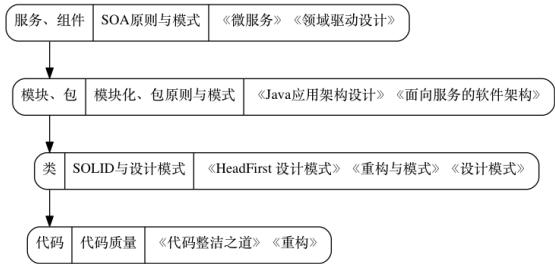 服务、组件 SOA原则与模式 《微服务》《领域驱动设计》
模块、包 模块化、包原则与模式 《Java应用架构设计》《面向服务的软件架构》
类 SOLID与设计模式 《HeadFirst 设计模式》《重构与模式》《设计模式》
代码 代码质量 《代码整洁之道》《重构》